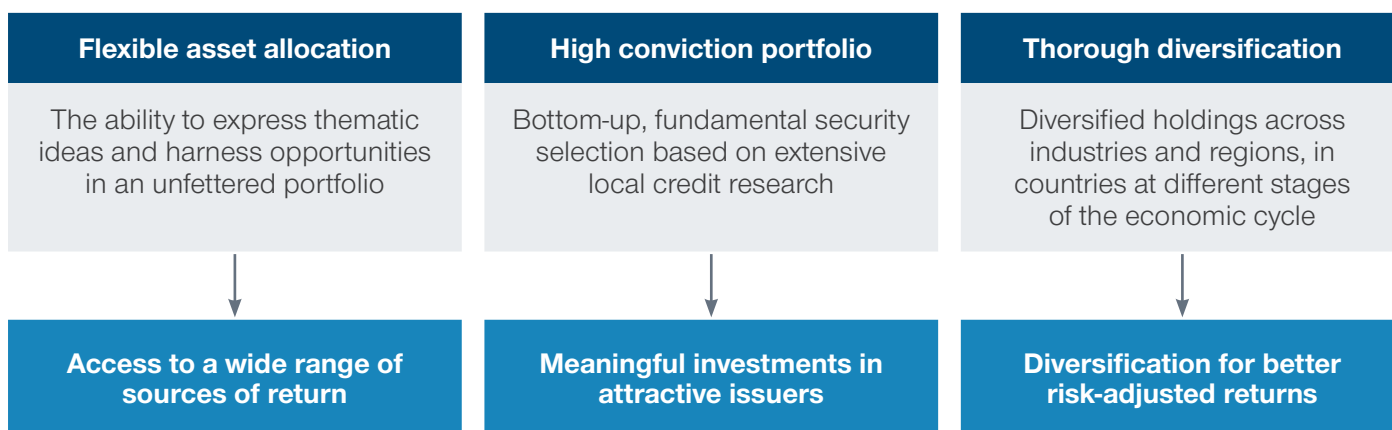 Flexible asset allocation
The ability to express thematic
ideas and harness opportunities
in an unfettered portfolio
Access to a wide range of
sources of return
High conviction portfolio
Bottom-up, fundamental security
selection based on extensive
local credit research
Meaningful investments in
attractive issuers
Thorough diversification
Diversified holdings across
industries and regions, in
countries at different stages
of the economic cycle
Diversification for better
risk-adjusted returns